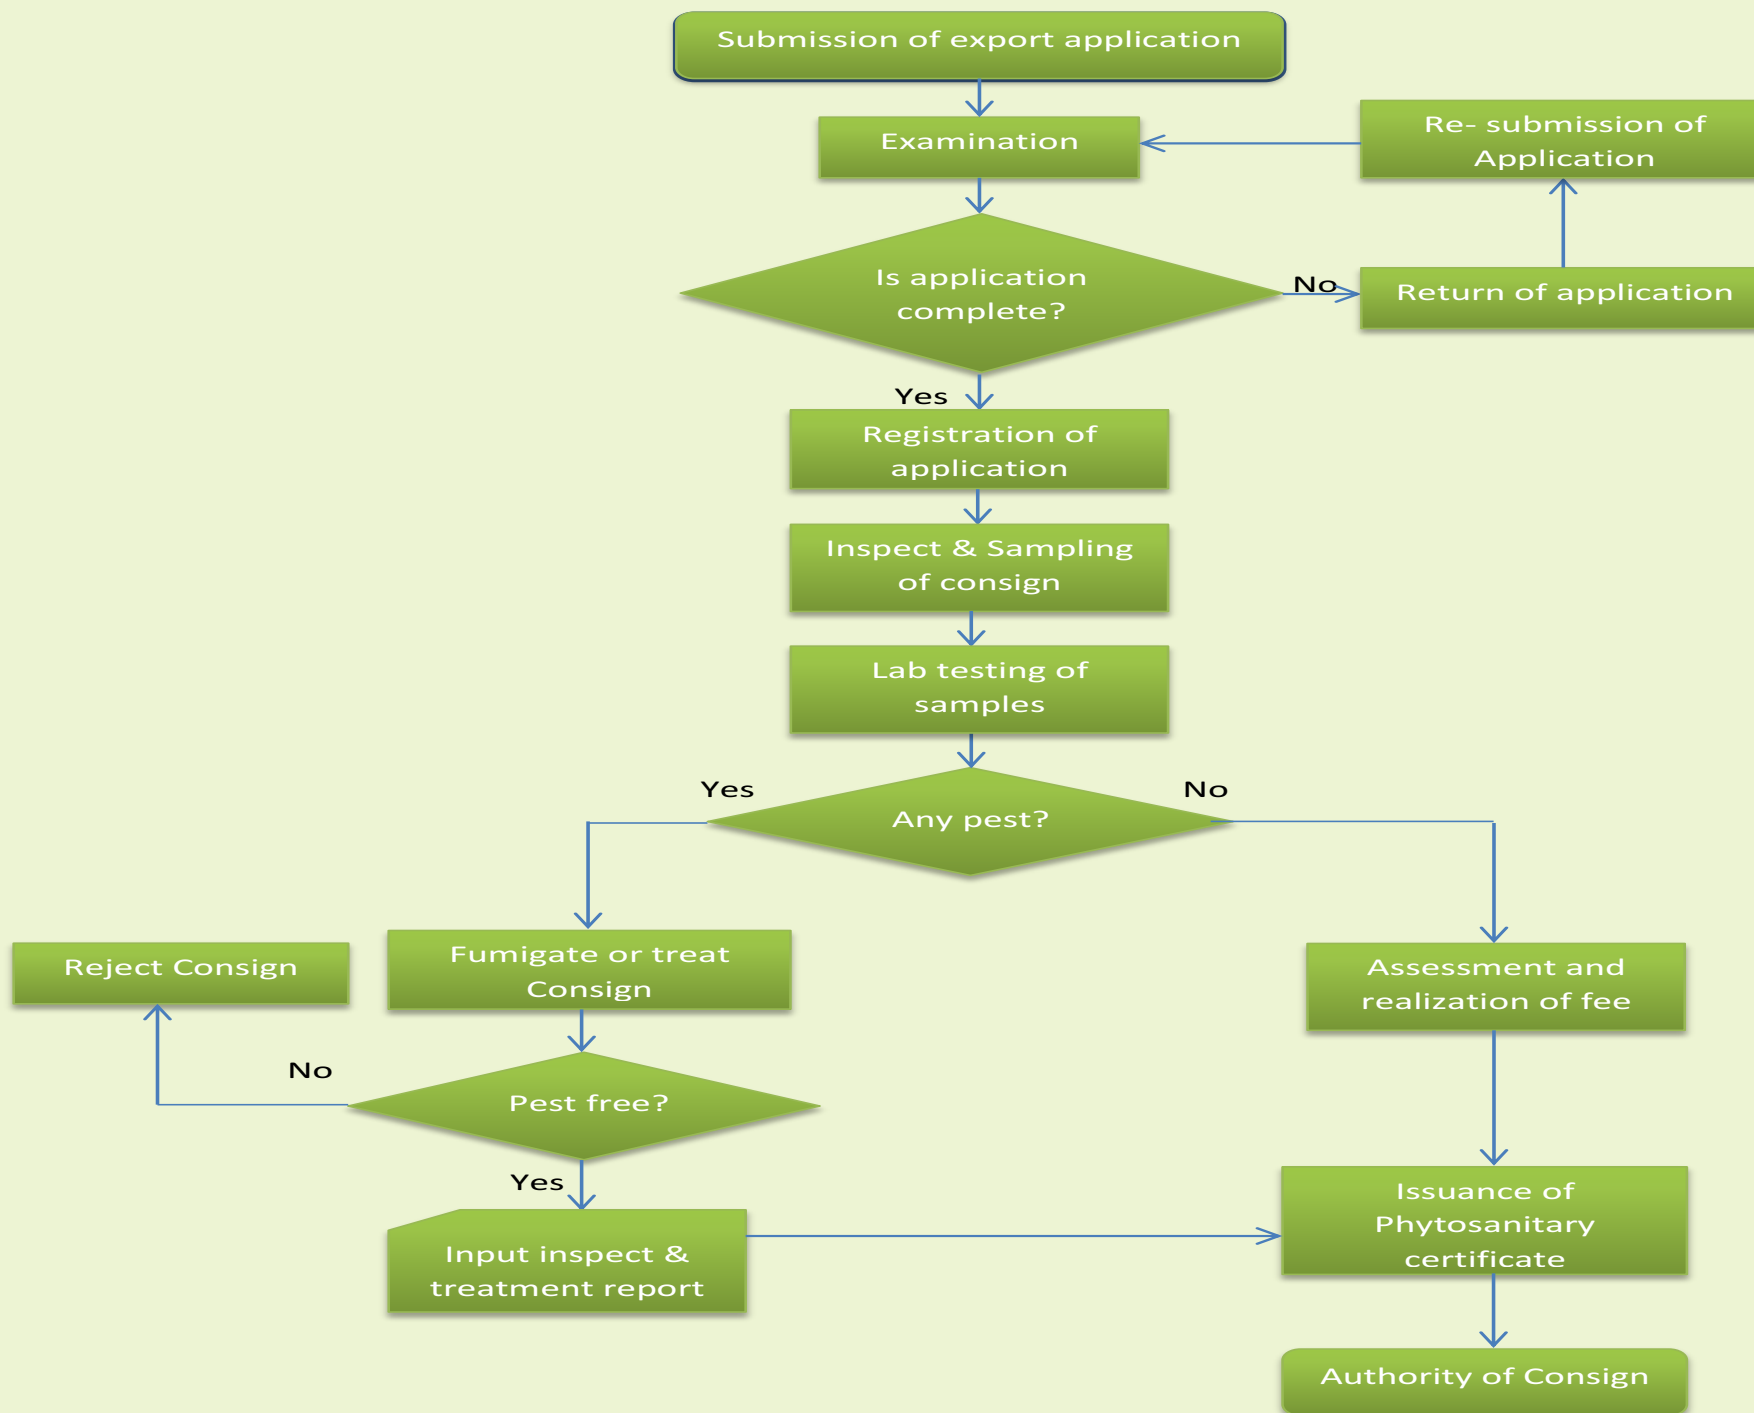 Submission of export application
Examination
Re- submission of
Application
Is application
complete?
No
Return of application
Yes
Registration of
application
Inspect & Sampling
of consign
Lab testing of
samples
Yes
No
Any pest?
Reject Consign
Fumigate or treat
Consign
Assessment and
realization of fee
No
Pest free?
Yes
Input inspect &
treatment report
Issuance of
Phytosanitary
certificate
Authority of Consign